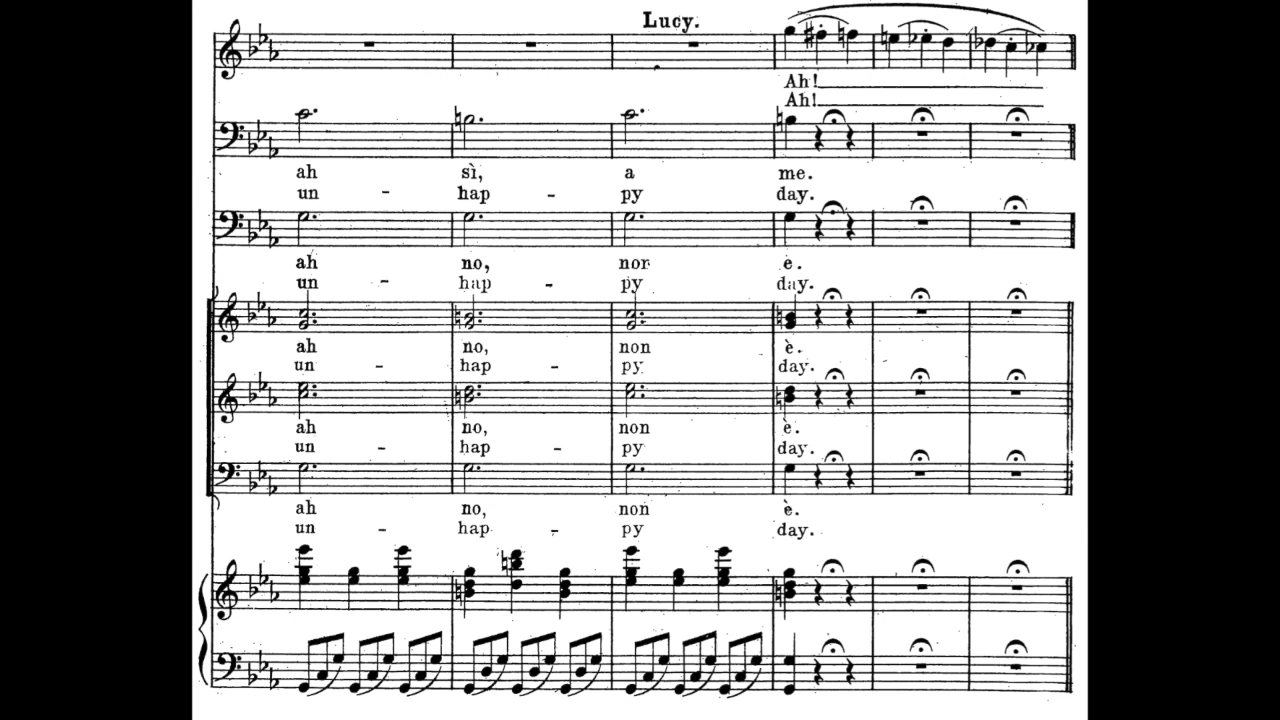 Lucy.
Ah!
Ah!
ah sì, a me.
un - hap - py day.
ah no, non è.
un - hap - py day.
ah no, non è.
un - hap - py day.
ah no, non è.
un - hap - py day.
ah no, non è.
un - hap - py day.